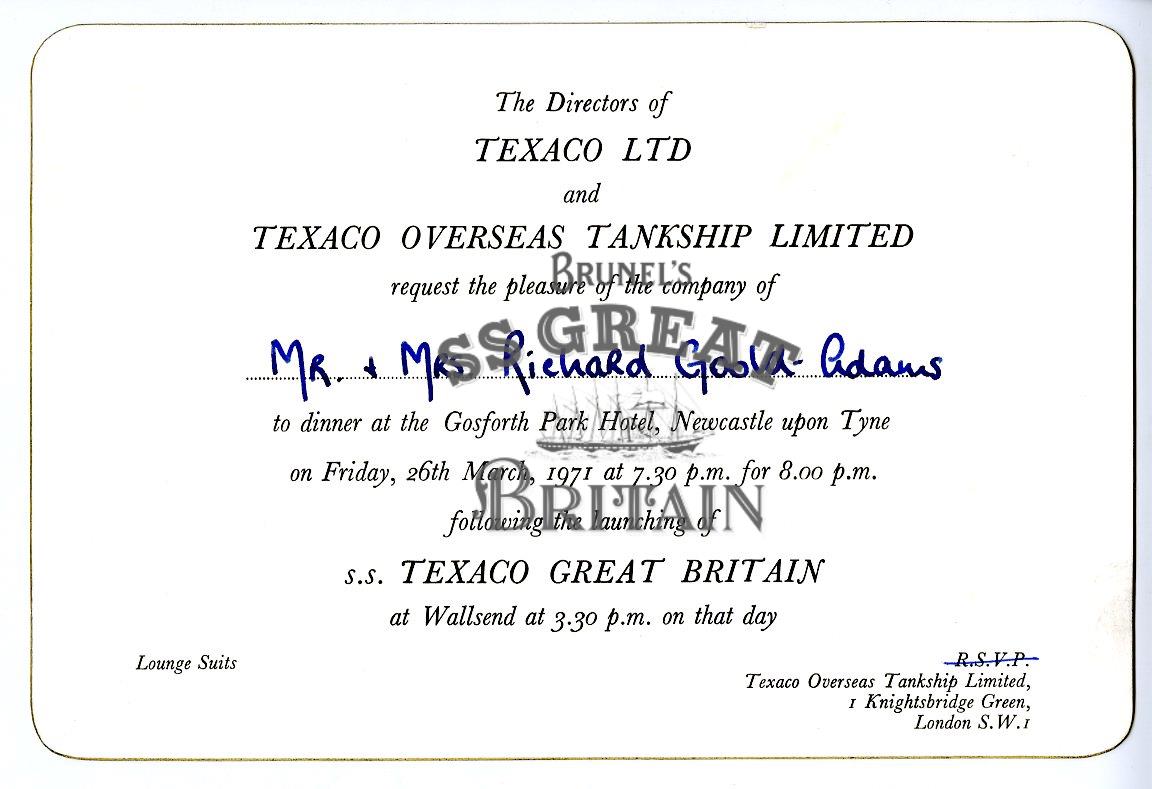 The Directors of
TEXACO LTD
and
TEXACO OVERSEAS TANKSHIP LIMITED
request the pleasure of the company of
Mr. + Mrs Richard Goold-Adams
to dinner at the Gosforth Park Hotel, Newcastle upon Tyne
on Friday, 26th March, 1971 at 7.30 p.m. for 8.00 p.m.
following the launching of
s.s. TEXACO GREAT BRITAIN
at Wallsend at 3.30 p.m. on that day
Lounge Suits
R.S.V.P.
Texaco Overseas Tankship Limited,
1 Knightsbridge Green,
London S.W.1
BRUNEL'S
SS GREAT
BRITAIN